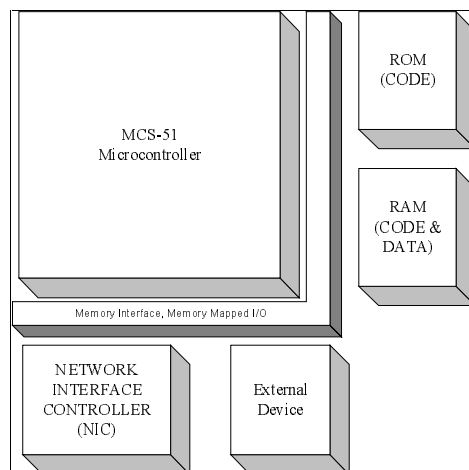 MCS-51
Microcontroller
ROM
(CODE)
RAM
(CODE &
DATA)
Memory Interface, Memory Mapped I/O
NETWORK
INTERFACE
CONTROLLER
(NIC)
External
Device